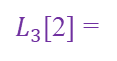 L₃[2] =